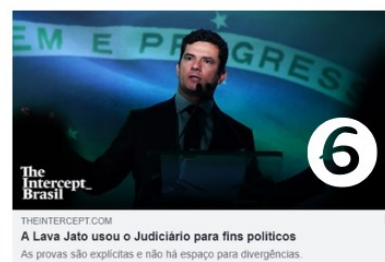 EM E PROGRES
The
Intercept_
Brasil
6
THEINTERCEPT.COM
A Lava Jato usou o Judiciário para fins políticos
As provas são explícitas e não há espaço para divergências.